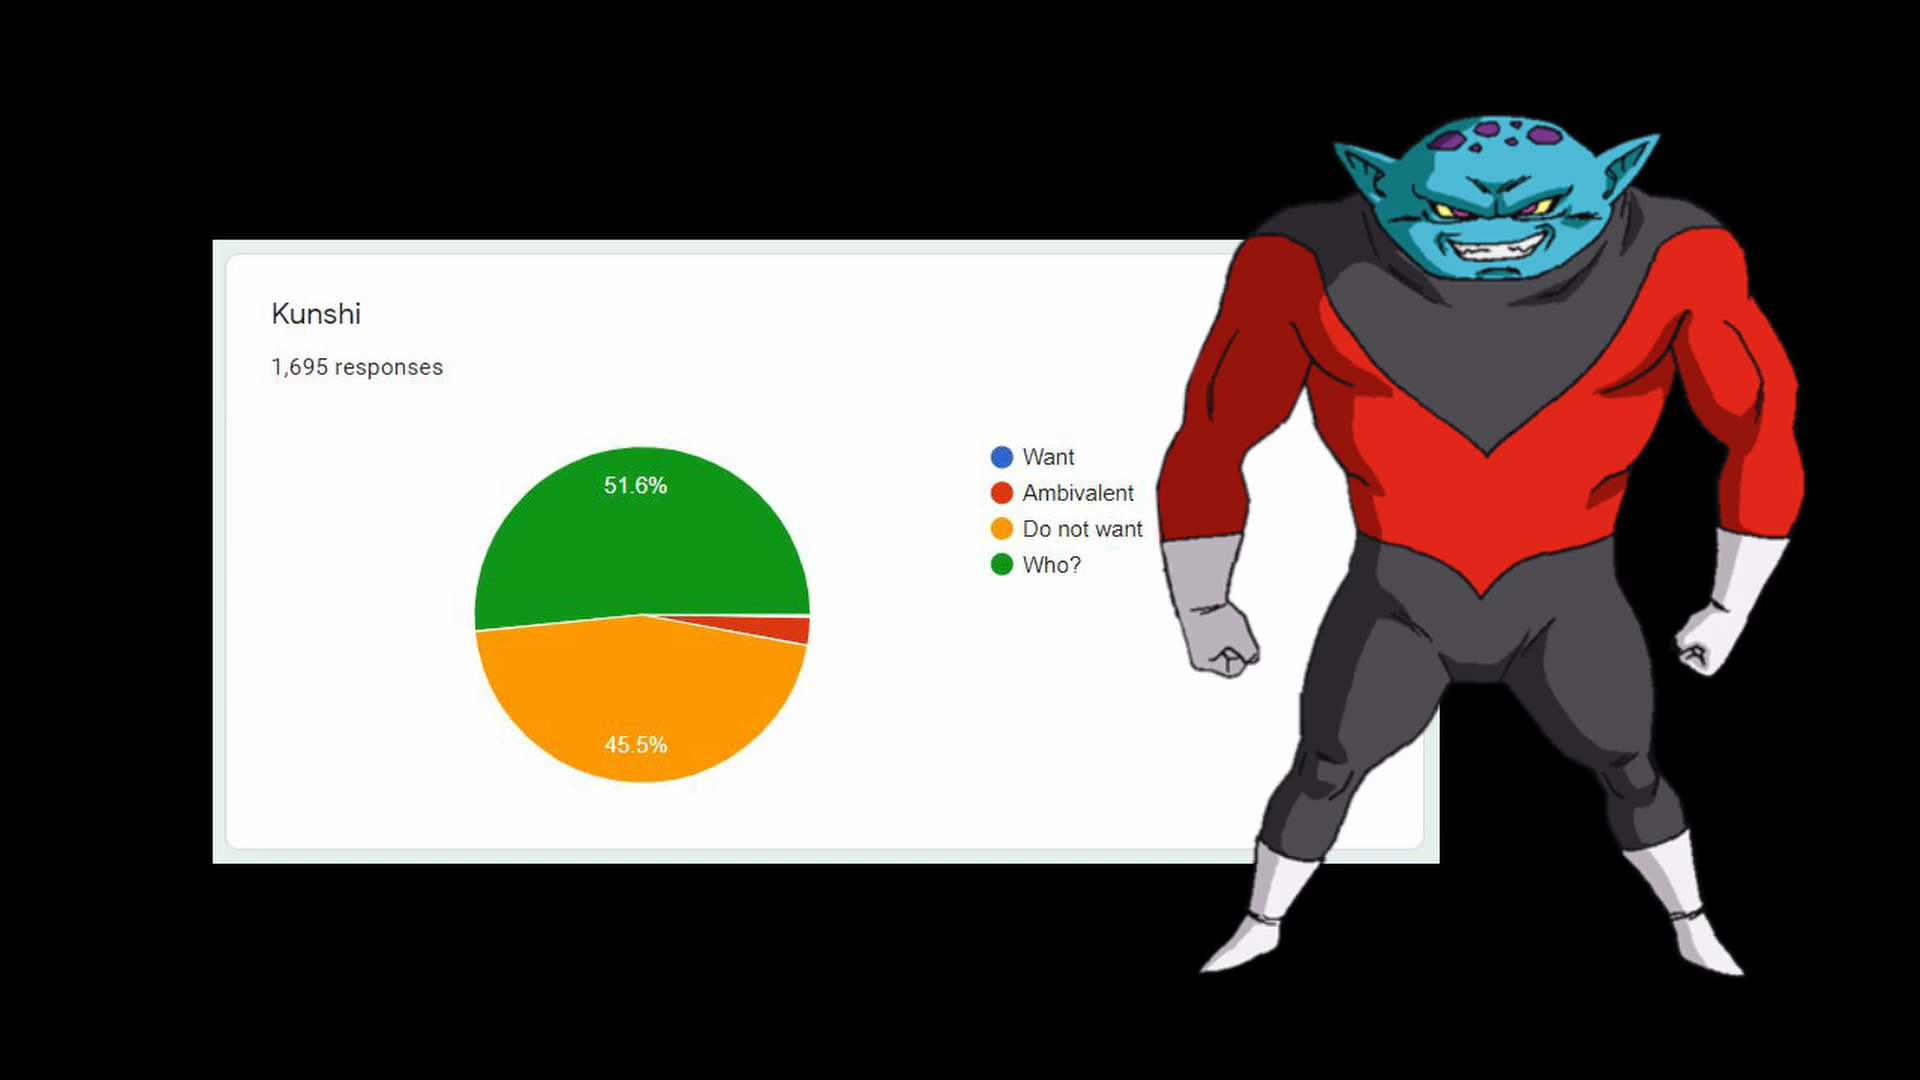 Kunshi
1,695 responses
51.6%
45.5%
Want
Ambivalent
Do not want
Who?